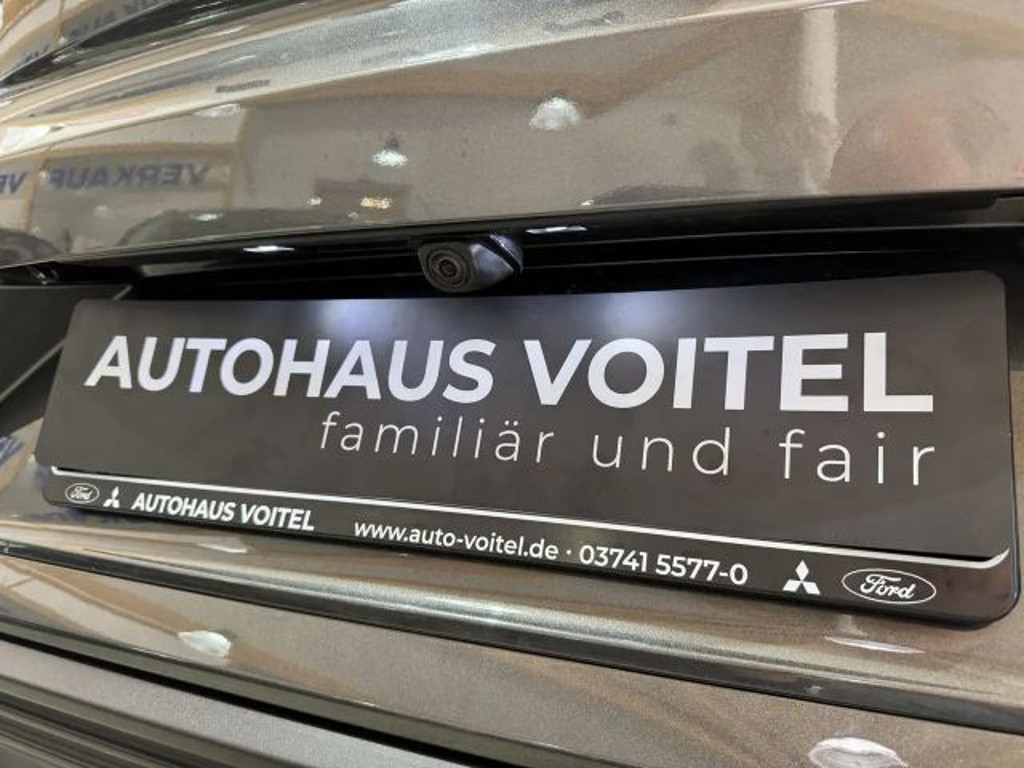 VERKAUF
AUTOHAUS VOITEL
familiär und fair
Ford AUTOHAUS VOITEL www.auto-voitel.de · 03741 5577-0 Ford